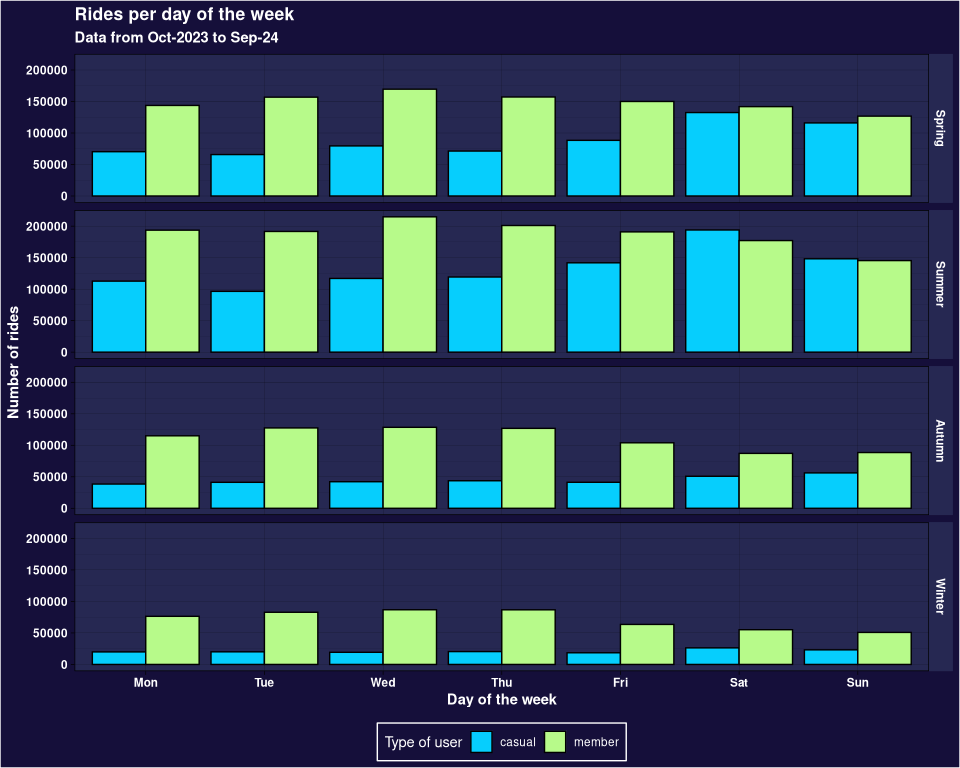 Rides per day of the week
Data from Oct-2023 to Sep-24
Number of rides
200000
150000
100000
50000
0
Spring
200000
150000
100000
50000
0
Summer
200000
150000
100000
50000
0
Autumn
200000
150000
100000
50000
0
Winter
Mon Tue Wed Thu Fri Sat Sun
Day of the week
Type of user casual member